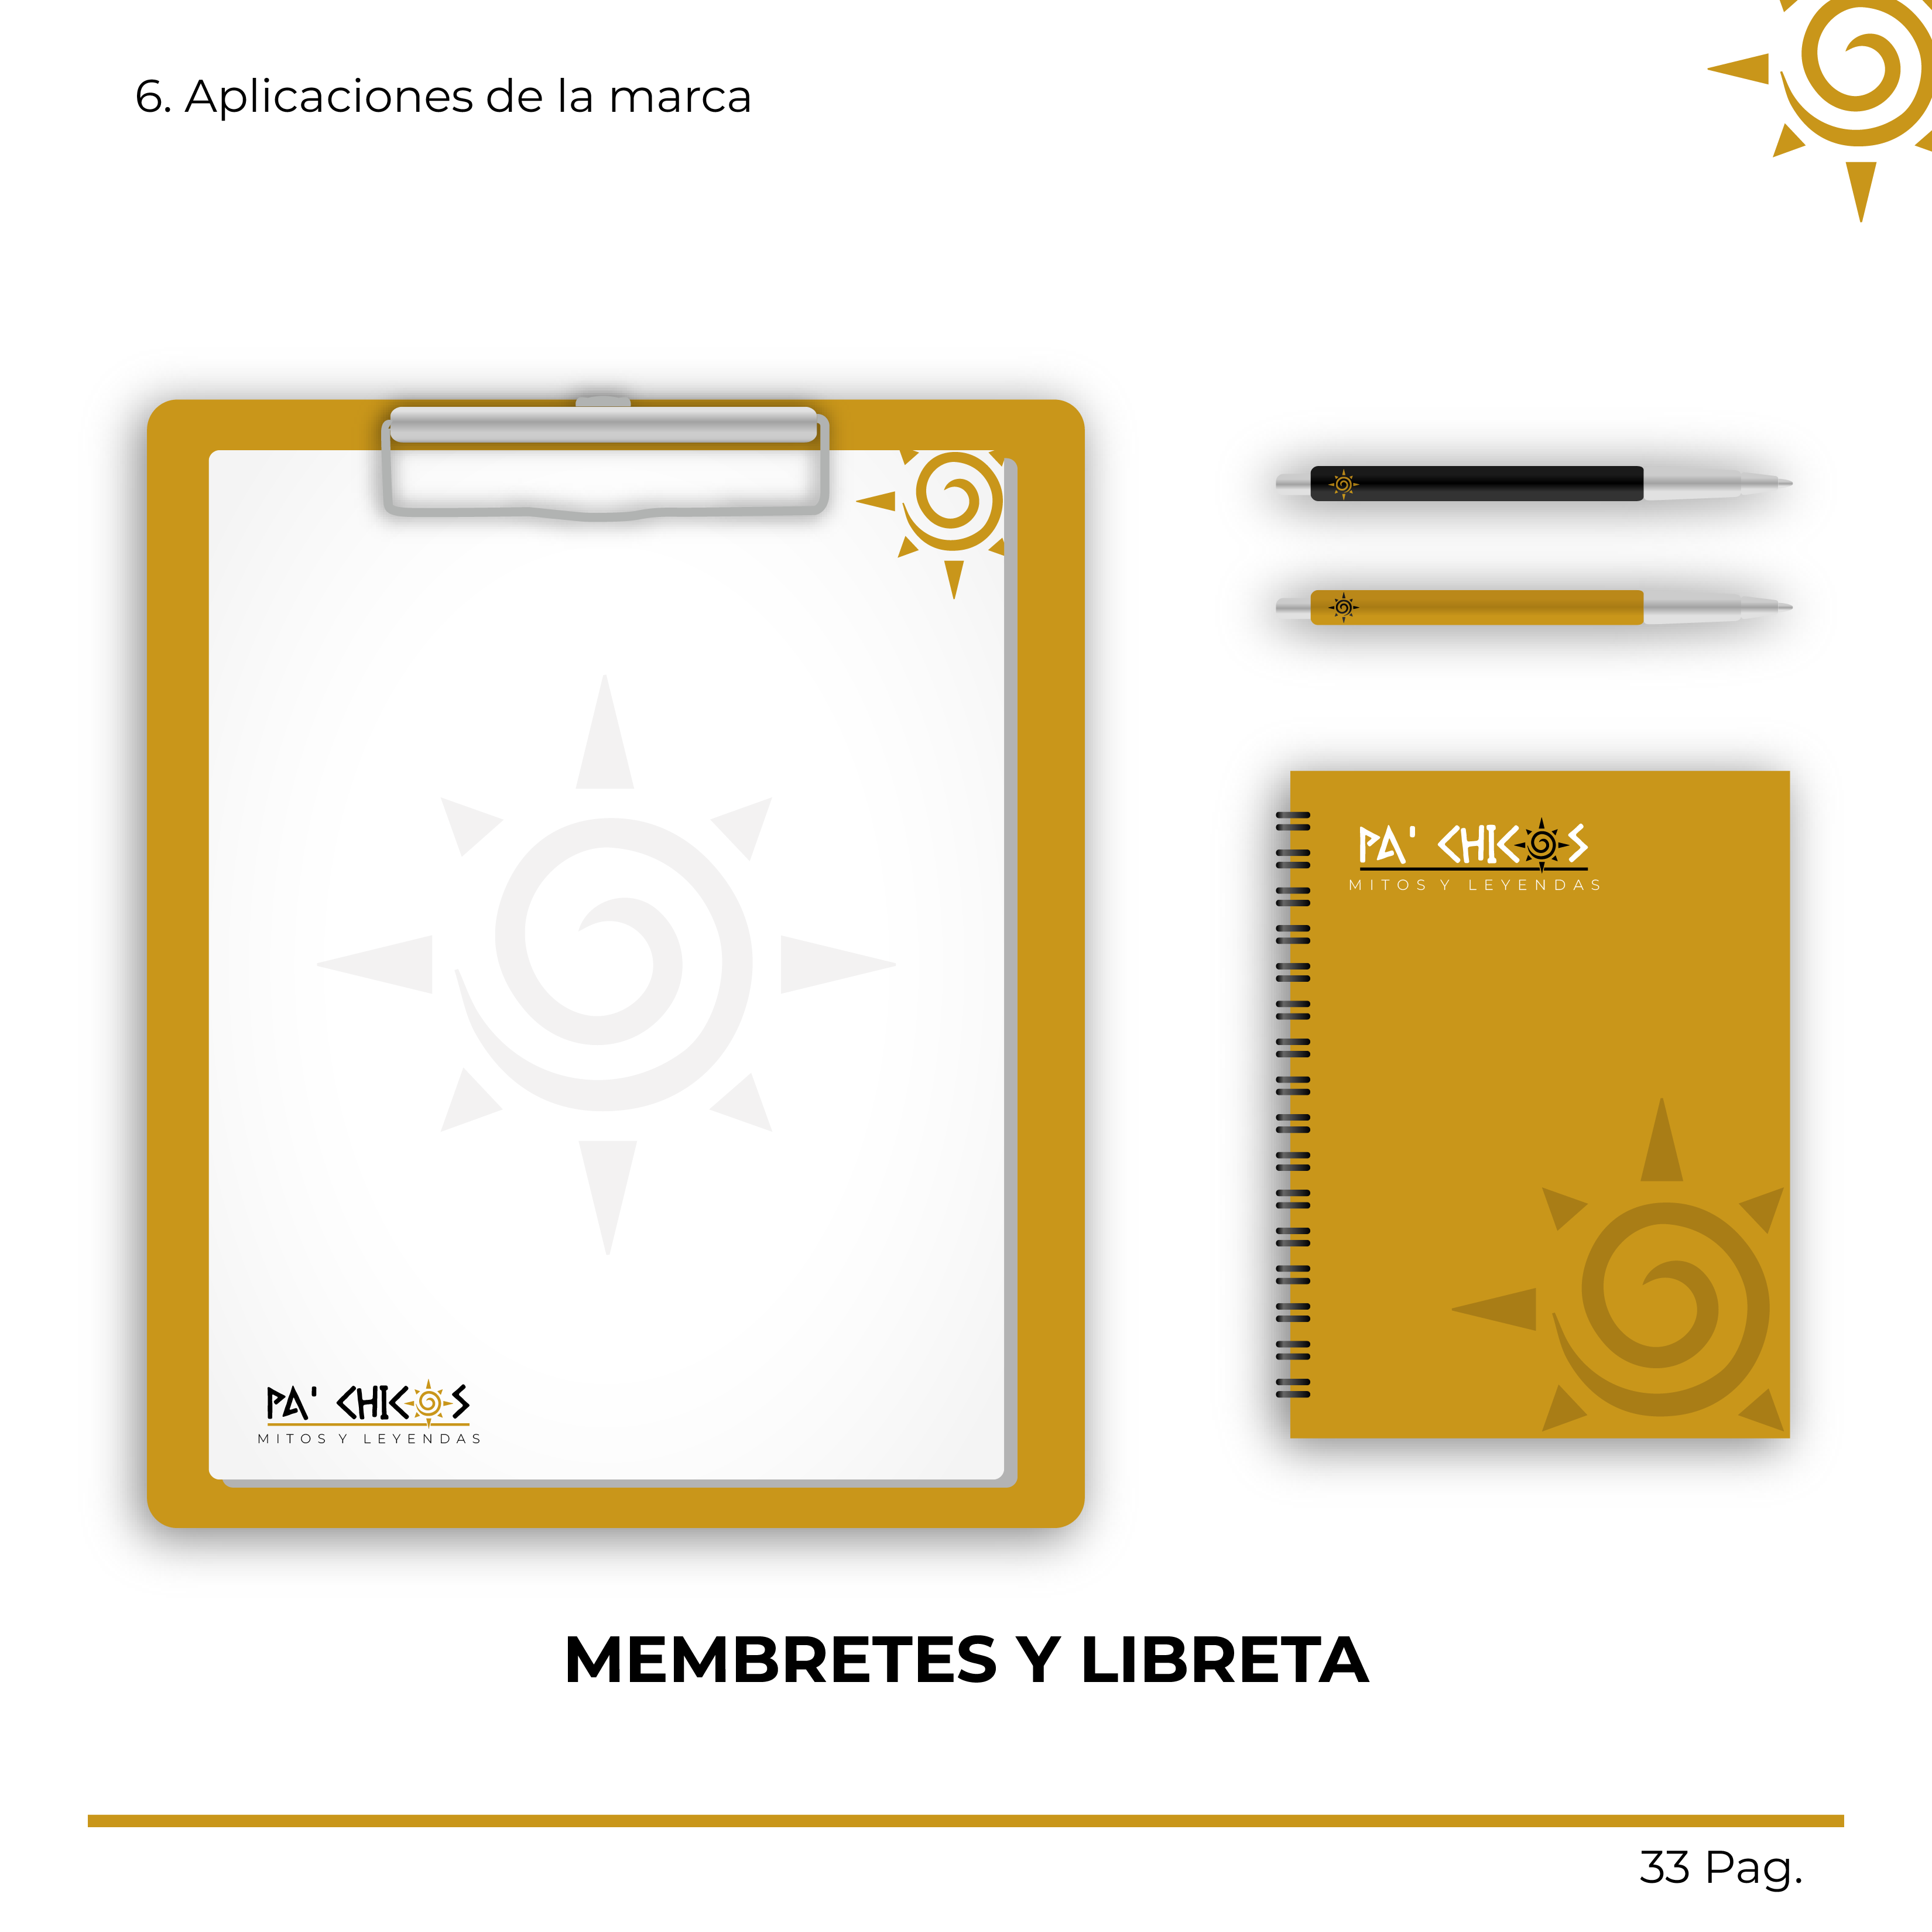 6. Aplicaciones de la marca
PA' CHICOS
MITOS Y LEYENDAS
PA' CHICOS
MITOS Y LEYENDAS
MEMBRETES Y LIBRETA
33 Pag.